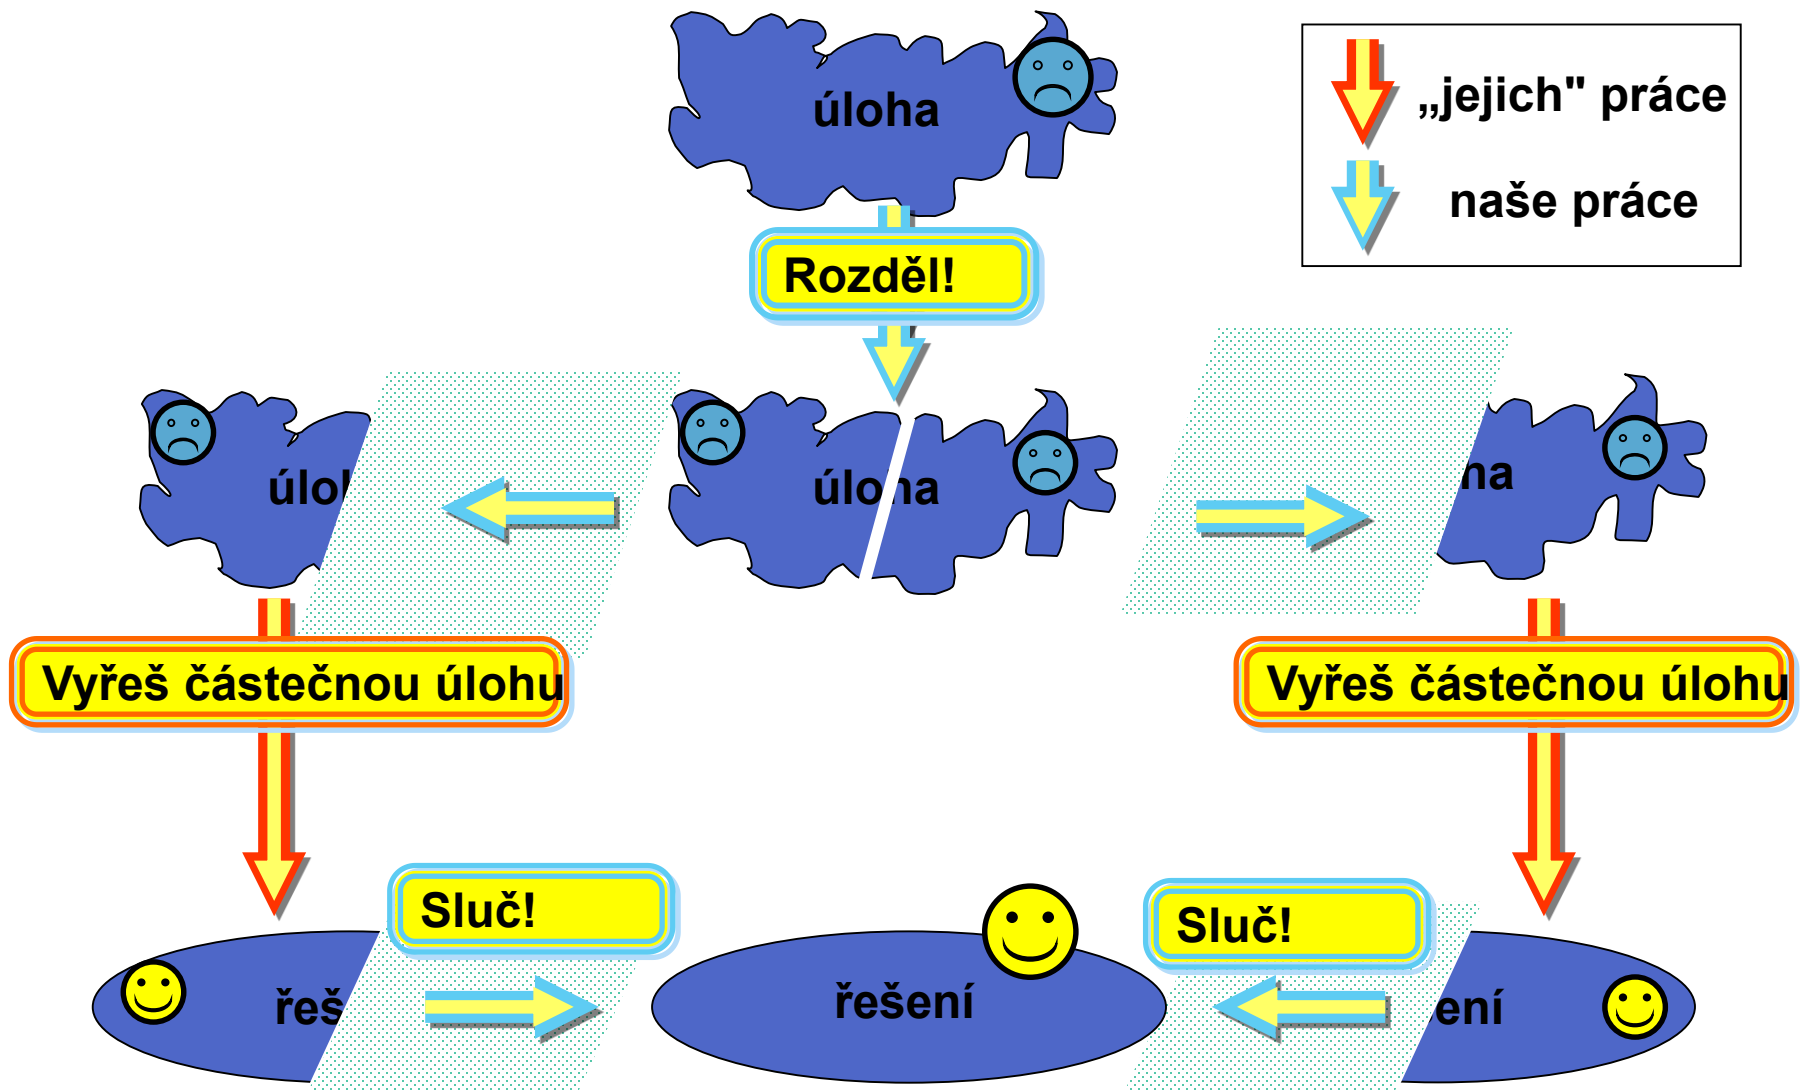 úloha
„jejich" práce
naše práce
Rozděl!
úloh
úloha
ha
Vyřeš částečnou úlohu
Vyřeš částečnou úlohu
Sluč!
Sluč!
řeš
řešení
ení